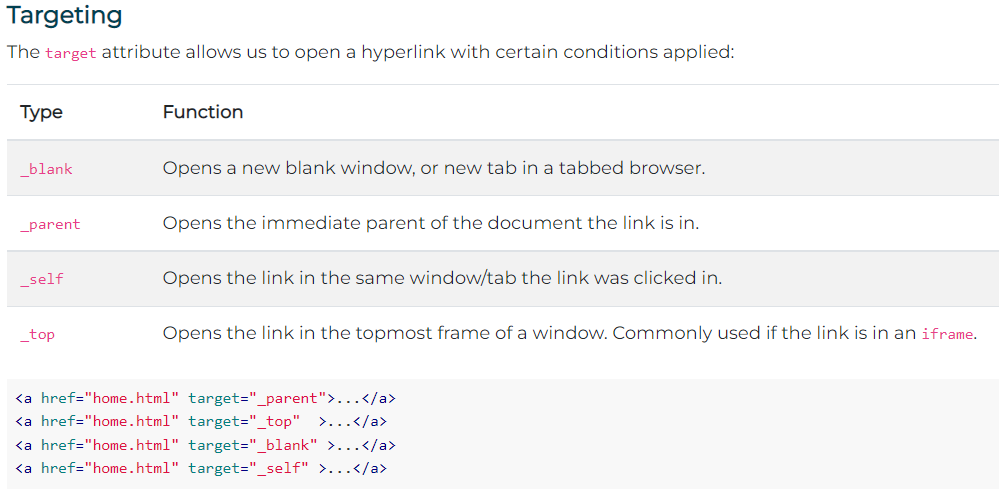 Targeting
The target attribute allows us to open a hyperlink with certain conditions applied:
Type Function
_blank Opens a new blank window, or new tab in a tabbed browser.
_parent Opens the immediate parent of the document the link is in.
_self Opens the link in the same window/tab the link was clicked in.
_top Opens the link in the topmost frame of a window. Commonly used if the link is in an iframe.
<a href="home.html" target="_parent">...</a>
<a href="home.html" target="_top"  >...</a>
<a href="home.html" target="_blank" >...</a>
<a href="home.html" target="_self" >...</a>